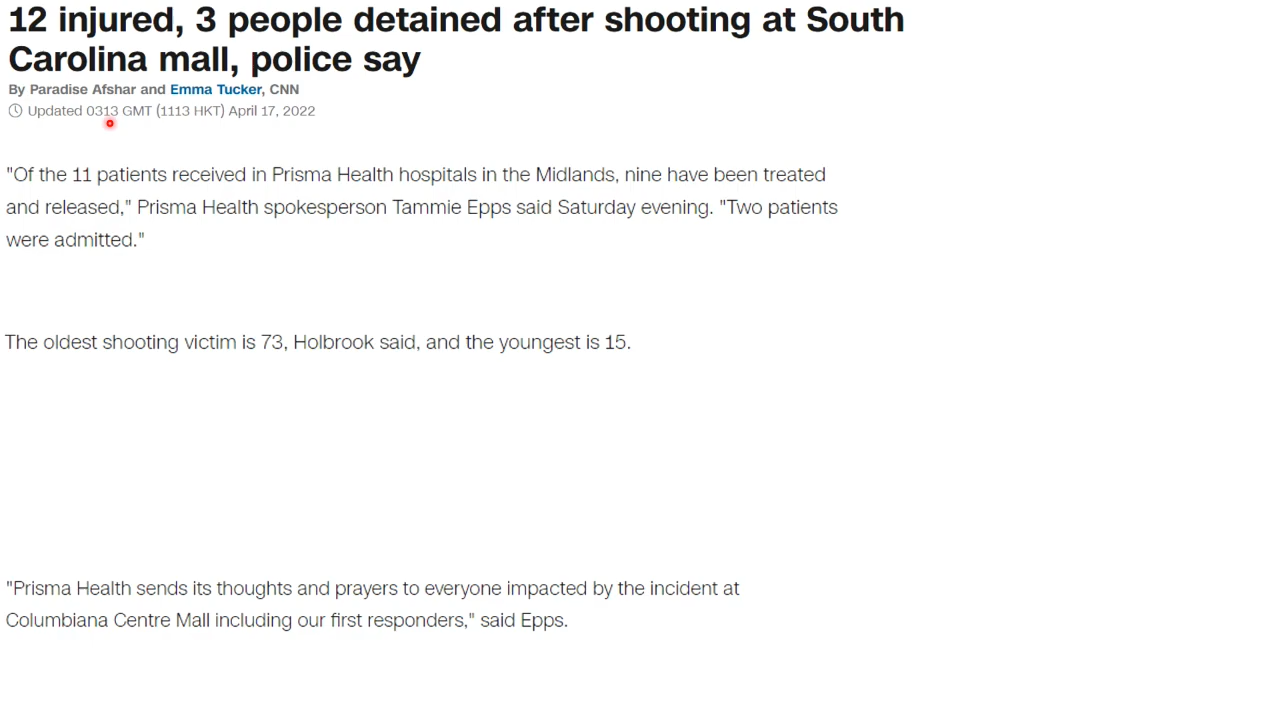 12 injured, 3 people detained after shooting at South
Carolina mall, police say
By Paradise Afshar and Emma Tucker, CNN
Updated 0313 GMT (1113 HKT) April 17, 2022
"Of the 11 patients received in Prisma Health hospitals in the Midlands, nine have been treated
and released," Prisma Health spokesperson Tammie Epps said Saturday evening. "Two patients
were admitted."
The oldest shooting victim is 73, Holbrook said, and the youngest is 15.
"Prisma Health sends its thoughts and prayers to everyone impacted by the incident at
Columbiana Centre Mall including our first responders," said Epps.